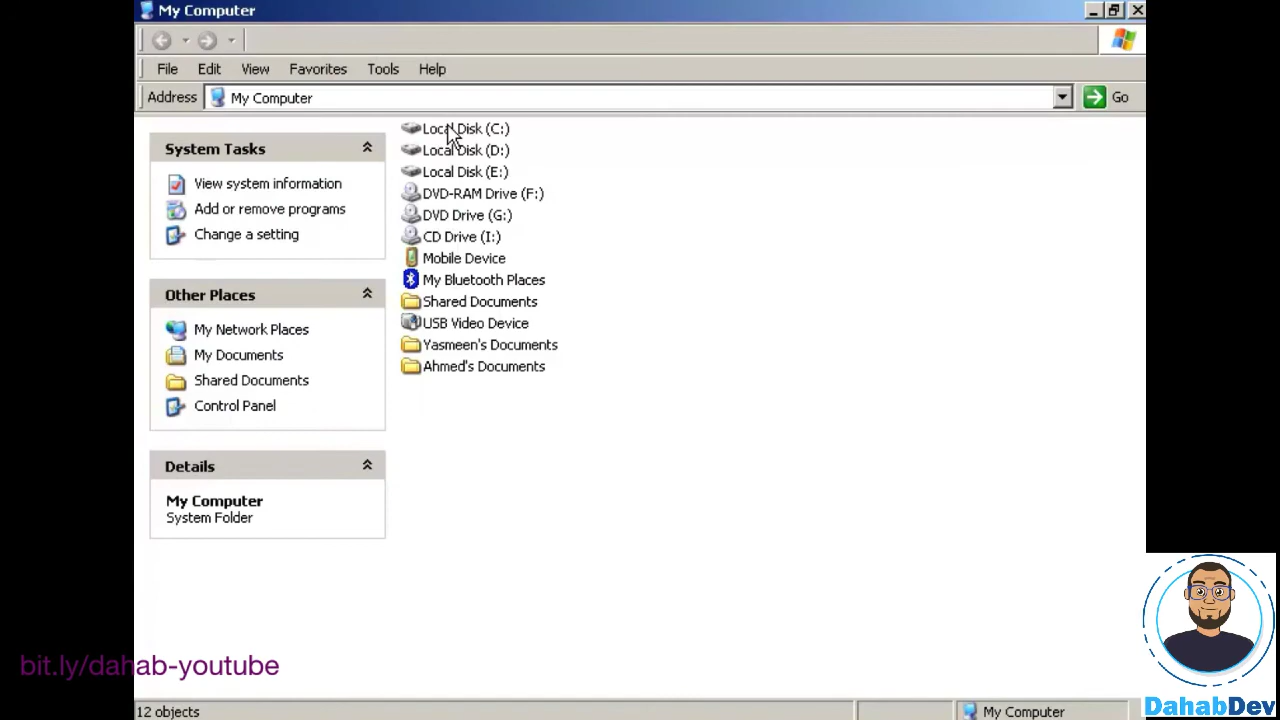 My Computer
File Edit View Favorites Tools Help
Address My Computer Go
System Tasks
View system information
Add or remove programs
Change a setting
Other Places
My Network Places
My Documents
Shared Documents
Control Panel
Details
My Computer
System Folder
Local Disk (C:)
Local Disk (D:)
Local Disk (E:)
DVD-RAM Drive (F:)
DVD Drive (G:)
CD Drive (I:)
Mobile Device
My Bluetooth Places
Shared Documents
USB Video Device
Yasmeen's Documents
Ahmed's Documents
bit.ly/dahab-youtube
DahabDev
12 objects My Computer